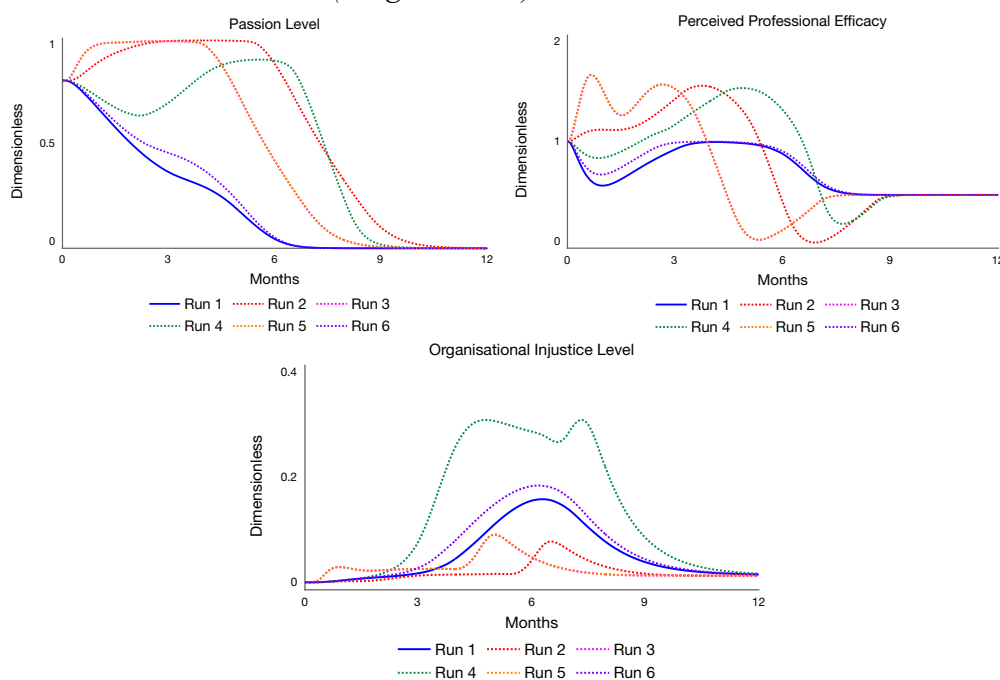 Passion Level
1
0.5
0
Dimensionless
0 3 6 9 12
Months
Run 1 Run 2 Run 3
Run 4 Run 5 Run 6
Perceived Professional Efficacy
2
1
0
Dimensionless
0 3 6 9 12
Months
Run 1 Run 2 Run 3
Run 4 Run 5 Run 6
Organisational Injustice Level
0.4
0.2
0
Dimensionless
0 3 6 9 12
Months
Run 1 Run 2 Run 3
Run 4 Run 5 Run 6